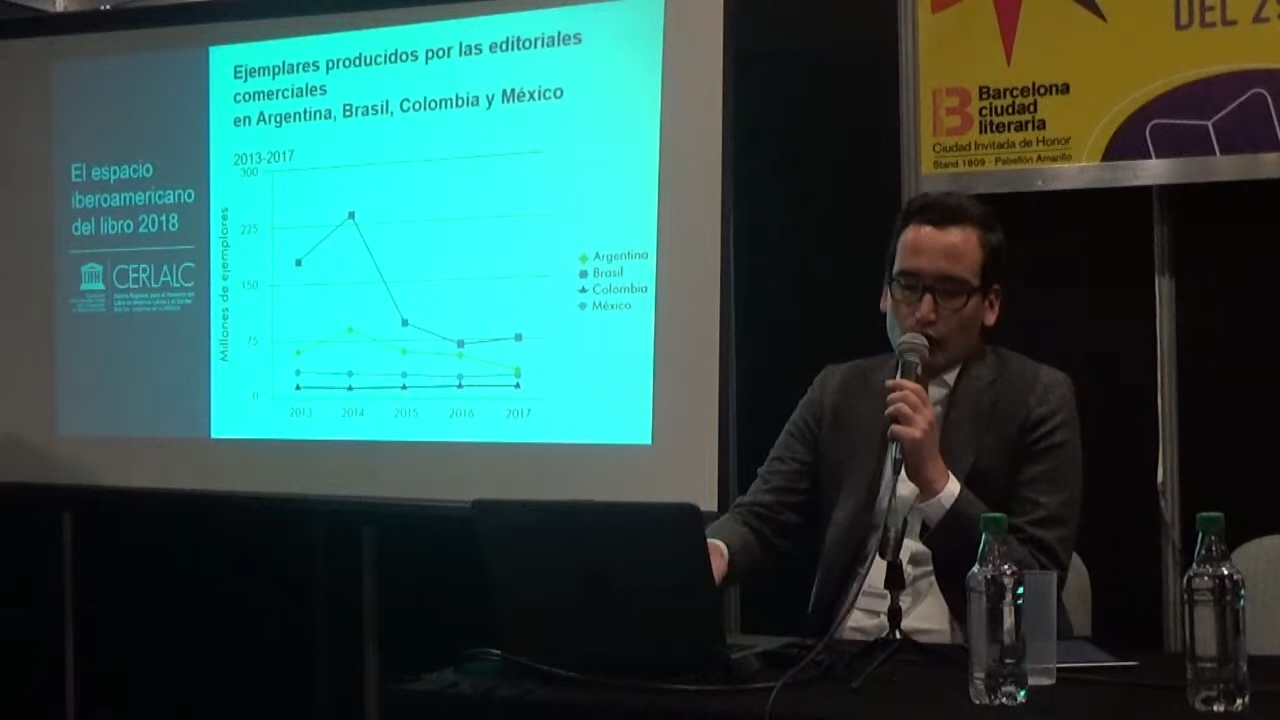 Ejemplares producidos por las editoriales
comerciales
en Argentina, Brasil, Colombia y México
2013-2017
El espacio
iberoamericano
del libro 2018
CERLALC
Millones de ejemplares
300
225
150
75
0
2013 2014 2015 2016 2017
Argentina
Brasil
Colombia
México
DEL
B
Barcelona
ciudad
literaria
Ciudad Invitada de Honor
Stand 1909 - Pabellón Amarillo